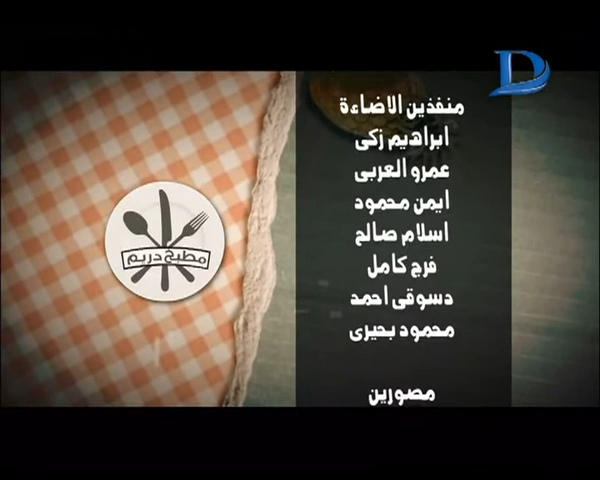 منفذين الاضاءة
ابراهيم زكى
عمرو العربى
ايمن محمود
اسلام صالح
فرج كامل
دسوقى احمد
محمود بحيرى
مصورين
مطبخ دريم
D